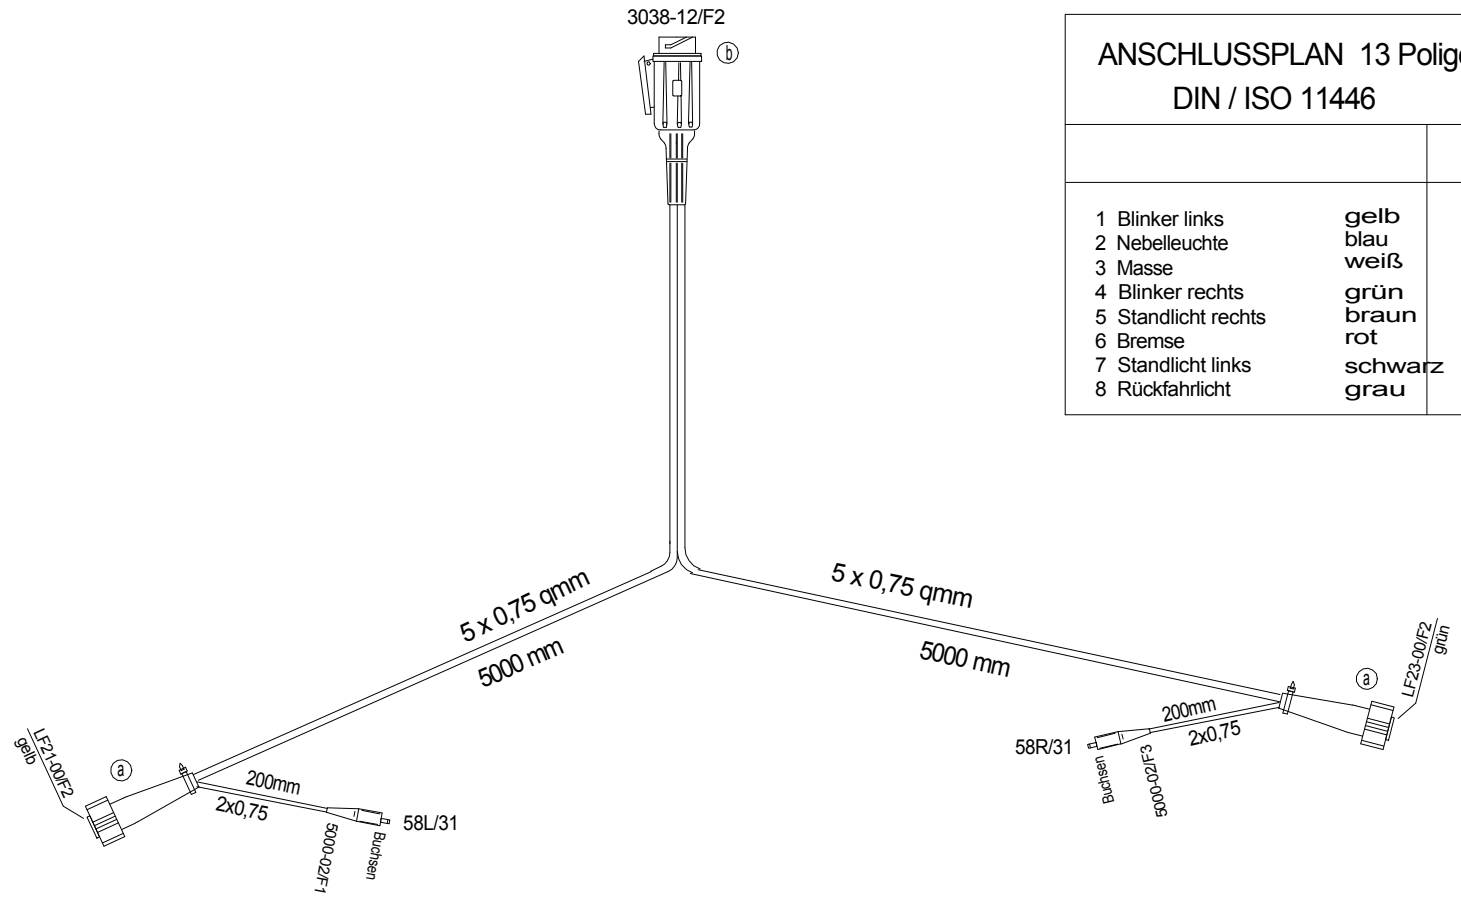 3038-12/F2
b
ANSCHLUSSPLAN 13 Polig
DIN / ISO 11446
1 Blinker links gelb
2 Nebelleuchte blau
3 Masse weiß
4 Blinker rechts grün
5 Standlicht rechts braun
6 Bremse rot
7 Standlicht links schwarz
8 Rückfahrlicht grau
5 x 0,75 qmm
5000 mm
5 x 0,75 qmm
5000 mm
LF21-00/F2
gelb
a
200mm
2x0,75
5000-02/F1
Buchsen
58L/31
58R/31
Buchsen
5000-02/F3
200mm
2x0,75
a
LF23-00/F2
grün